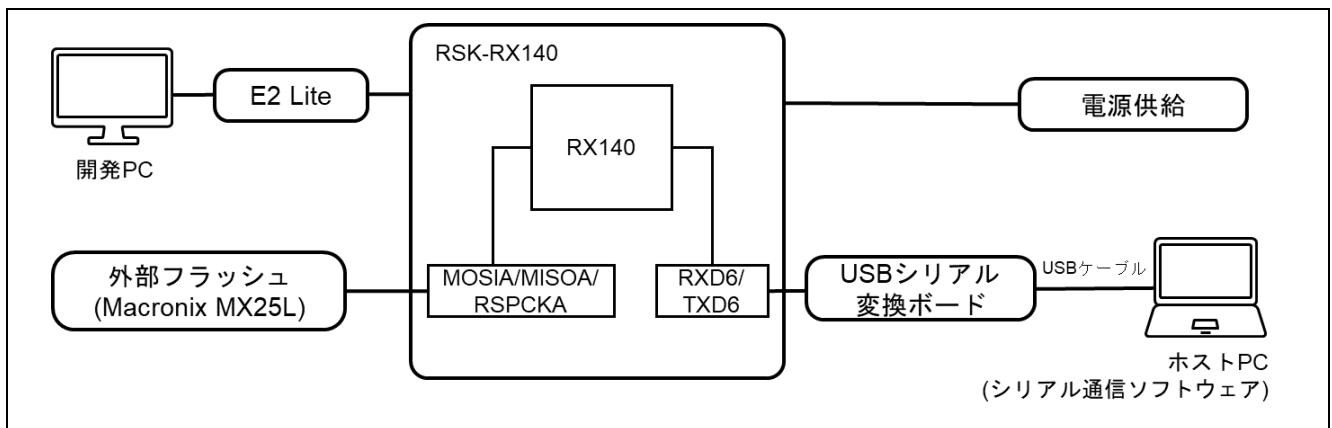 RSK-RX140
E2 Lite
開発PC
RX140
電源供給
外部フラッシュ
(Macronix MX25L)
MOSIA/MISOA/
RSPCKA
RXD6/
TXD6
USBシリアル
変換ボード
USBケーブル
ホストPC
(シリアル通信ソフトウェア)